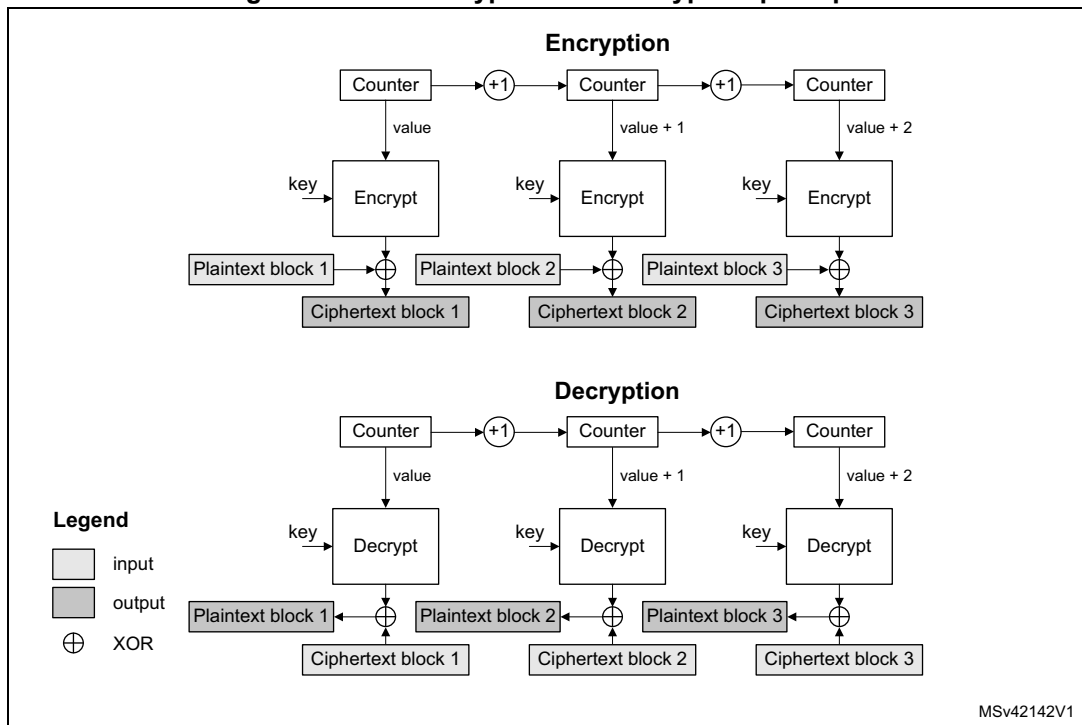 Encryption
Counter +1 Counter +1 Counter
value value + 1 value + 2
key Encrypt key Encrypt key Encrypt
Plaintext block 1 Plaintext block 2 Plaintext block 3
Ciphertext block 1 Ciphertext block 2 Ciphertext block 3
Decryption
Counter +1 Counter +1 Counter
value value + 1 value + 2
key Decrypt key Decrypt key Decrypt
Plaintext block 1 Plaintext block 2 Plaintext block 3
Ciphertext block 1 Ciphertext block 2 Ciphertext block 3
Legend
input
output
XOR
MSv42142V1